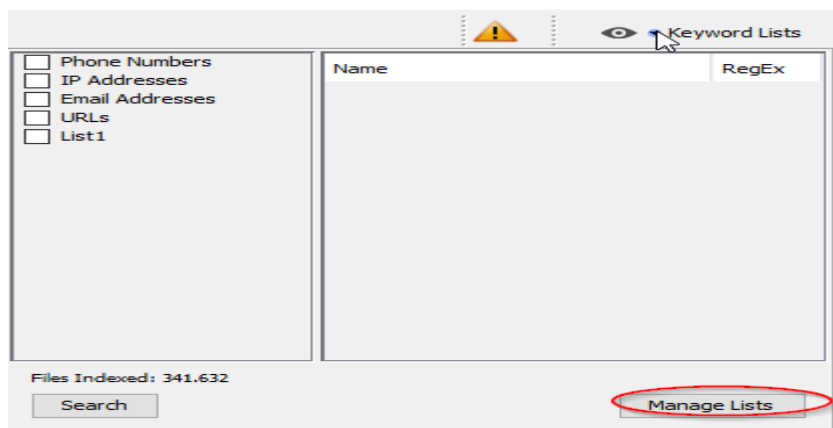 Keyword Lists
Phone Numbers
IP Addresses
Email Addresses
URLs
List1
Name RegEx
Files Indexed: 341.632
Search
Manage Lists